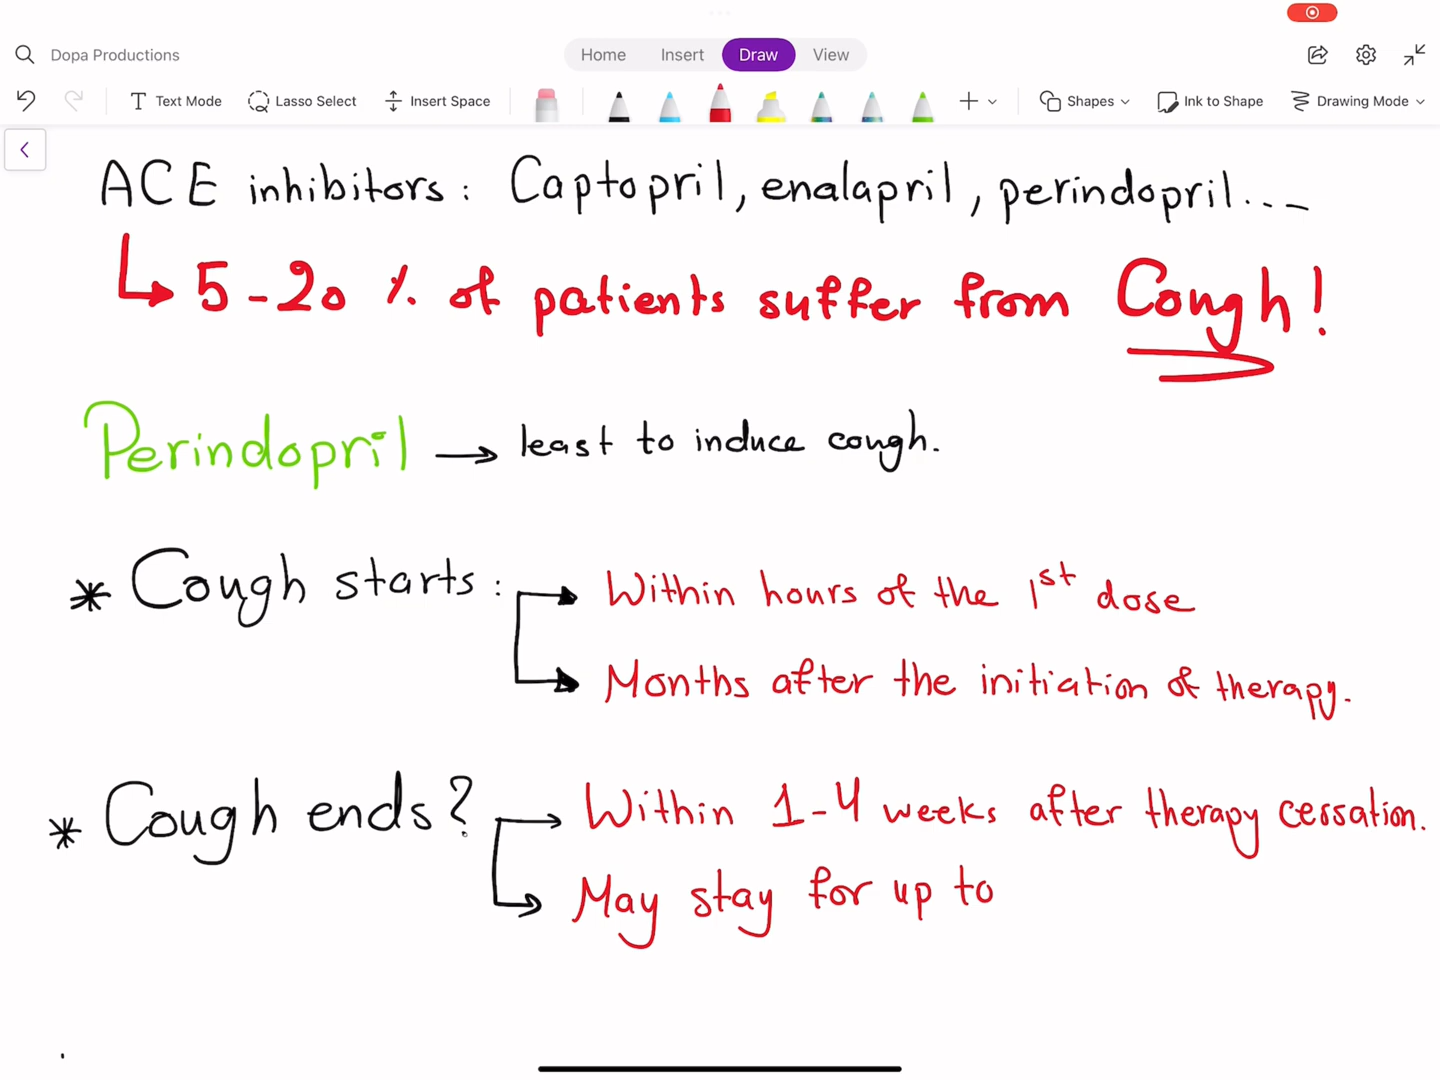 Dopa Productions
Home Insert Draw View
Text Mode Lasso Select Insert Space Shapes Ink to Shape Drawing Mode
ACE inhibitors: Captopril, enalapril, perindopril...
5-20 % of patients suffer from Cough!
Perindopril → least to induce cough.
* Cough starts: → Within hours of the 1st dose
→ Months after the initiation of therapy.
* Cough ends? → Within 1-4 weeks after therapy cessation.
→ May stay for up to